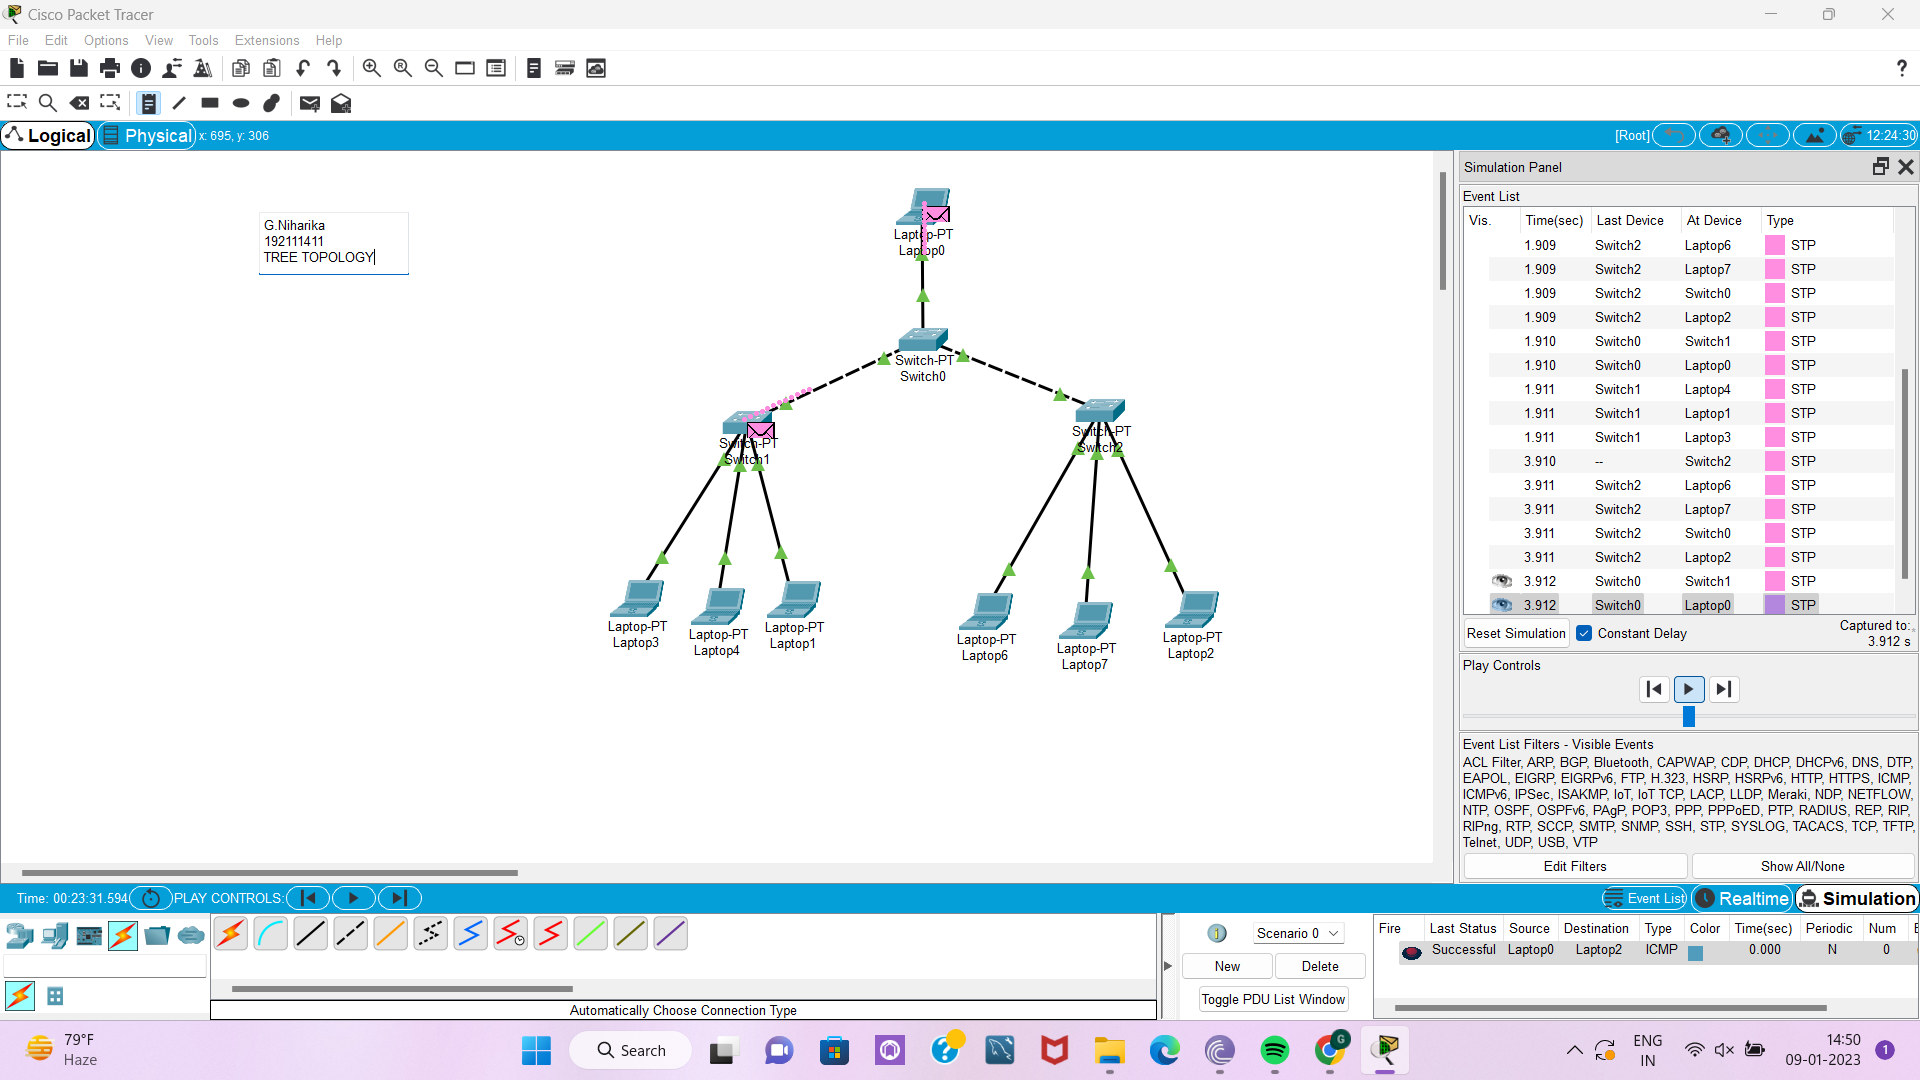 Cisco Packet Tracer
File Edit Options View Tools Extensions Help
Logical Physical x: 695, y: 306 [Root] 12:24:30
G.Niharika
192111411
TREE TOPOLOGY
Laptop-PT
Laptop0
Switch-PT
Switch0
Switch-PT
Switch1
Switch-PT
Switch2
Laptop-PT
Laptop3
Laptop-PT
Laptop4
Laptop-PT
Laptop1
Laptop-PT
Laptop6
Laptop-PT
Laptop7
Laptop-PT
Laptop2
Simulation Panel
Event List
Vis. Time(sec) Last Device At Device Type
1.909 Switch2 Laptop6 STP
1.909 Switch2 Laptop7 STP
1.909 Switch2 Switch0 STP
1.909 Switch2 Laptop2 STP
1.910 Switch0 Switch1 STP
1.910 Switch0 Laptop0 STP
1.911 Switch1 Laptop4 STP
1.911 Switch1 Laptop1 STP
1.911 Switch1 Laptop3 STP
3.910 -- Switch2 STP
3.911 Switch2 Laptop6 STP
3.911 Switch2 Laptop7 STP
3.911 Switch2 Switch0 STP
3.911 Switch2 Laptop2 STP
3.912 Switch0 Switch1 STP
3.912 Switch0 Laptop0 STP
Reset Simulation Constant Delay Captured to:
3.912 s
Play Controls
Event List Filters - Visible Events
ACL Filter, ARP, BGP, Bluetooth, CAPWAP, CDP, DHCP, DHCPv6, DNS, DTP,
EAPOL, EIGRP, EIGRPv6, FTP, H.323, HSRP, HSRPv6, HTTP, HTTPS, ICMP,
ICMPv6, IPSec, ISAKMP, IoT, IoT TCP, LACP, LLDP, Meraki, NDP, NETFLOW,
NTP, OSPF, OSPFv6, PAgP, POP3, PPP, PPPoED, PTP, RADIUS, REP, RIP,
RIPng, RTP, SCCP, SMTP, SNMP, SSH, STP, SYSLOG, TACACS, TCP, TFTP,
Telnet, UDP, USB, VTP
Edit Filters Show All/None
Time: 00:23:31.594 PLAY CONTROLS: Event List Realtime Simulation
Automatically Choose Connection Type
Scenario 0
New Delete
Toggle PDU List Window
Fire Last Status Source Destination Type Color Time(sec) Periodic Num E
Successful Laptop0 Laptop2 ICMP 0.000 N 0
79°F
Haze
Search
G
ENG
IN
14:50
09-01-2023
1